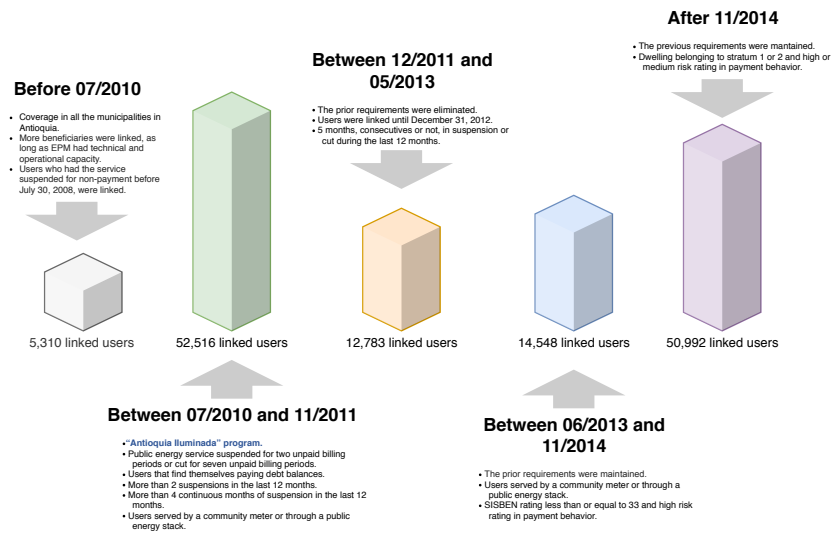 Before 07/2010
• Coverage in all the municipalities in
Antioquia.
• More beneficiaries were linked, as
long as EPM had technical and
operational capacity.
• Users who had the service
suspended for non-payment before
July 30, 2008, were linked.
5,310 linked users
52,516 linked users
Between 07/2010 and 11/2011
•"Antioquia Iluminada" program.
• Public energy service suspended for two unpaid billing
periods or cut for seven unpaid billing periods.
• Users that find themselves paying debt balances.
• More than 2 suspensions in the last 12 months.
• More than 4 continuous months of suspension in the last 12
months.
• Users served by a community meter or through a public
energy stack.
Between 12/2011 and
05/2013
• The prior requirements were eliminated.
• Users were linked until December 31, 2012.
• 5 months, consecutives or not, in suspension or
cut during the last 12 months.
12,783 linked users
14,548 linked users
Between 06/2013 and
11/2014
• The prior requirements were maintained.
• Users served by a community meter or through a
public energy stack.
• SISBEN rating less than or equal to 33 and high risk
rating in payment behavior.
After 11/2014
• The previous requirements were mantained.
• Dwelling belonging to stratum 1 or 2 and high or
medium risk rating in payment behavior.
50,992 linked users